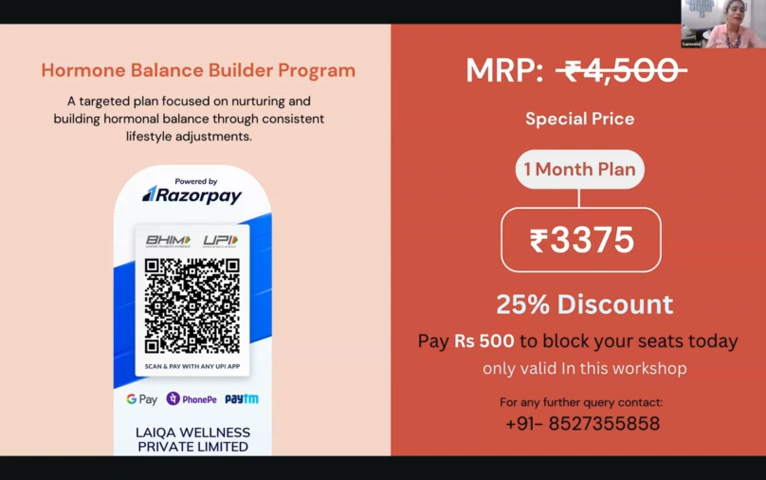 Hormone Balance Builder Program
A targeted plan focused on nurturing and
building hormonal balance through consistent
lifestyle adjustments.
Powered by
Razorpay
BHIM UPI
SCAN & PAY WITH ANY UPI APP
G Pay PhonePe paytm
LAIQA WELLNESS
PRIVATE LIMITED
MRP: ₹4,500
Special Price
1 Month Plan
₹3375
25% Discount
Pay Rs 500 to block your seats today
only valid In this workshop
For any further query contact:
+91- 8527355858